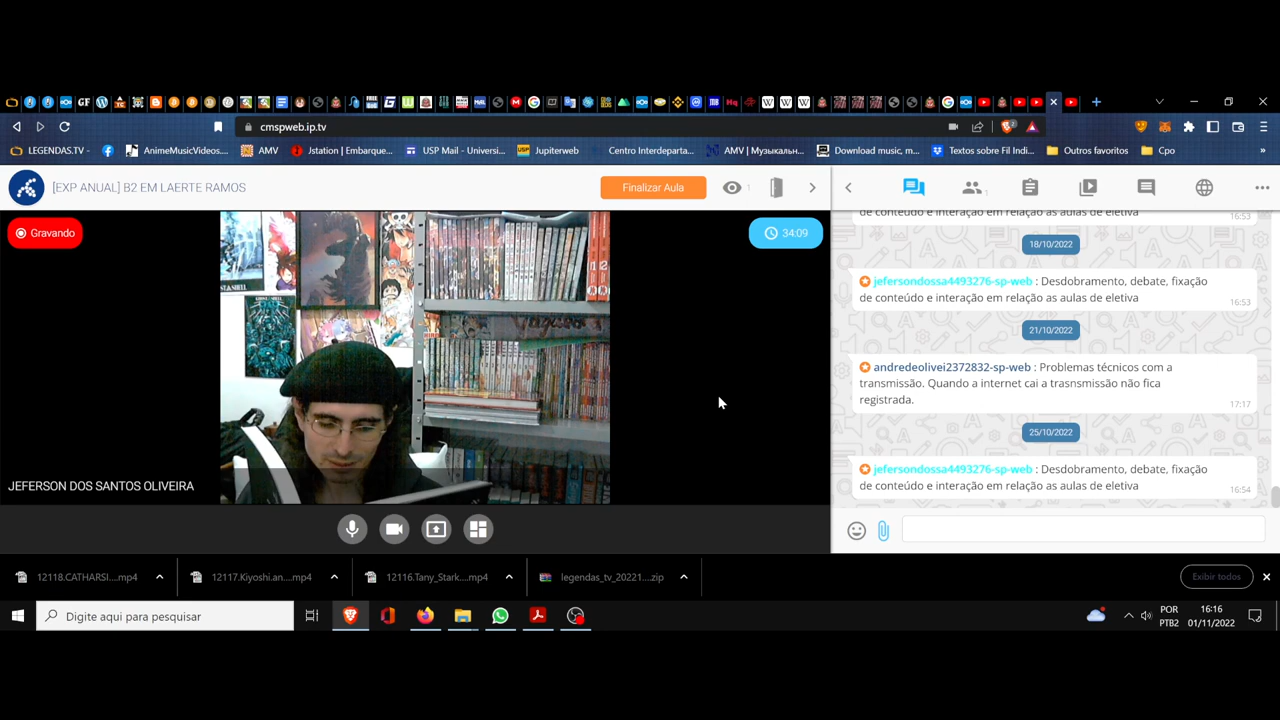 cmspweb.ip.tv
2
LEGENDAS.TV -
AnimeMusicVideos...
AMV
Jstation | Embarque...
USP Mail - Universi...
Jupiterweb
Centro Interdeparta...
AMV | Музыкальн...
Download music, m...
Textos sobre Fil Indi...
Outros favoritos
Cpo
»
[EXP ANUAL] B2 EM LAERTE RAMOS
Finalizar Aula
1
1
Gravando
34:09
JEFERSON DOS SANTOS OLIVEIRA
de conteúdo e interação em relação as aulas de eletiva
16:53
18/10/2022
jefersondossa4493276-sp-web : Desdobramento, debate, fixação
de conteúdo e interação em relação as aulas de eletiva
16:53
21/10/2022
andredeolivei2372832-sp-web : Problemas técnicos com a
transmissão. Quando a internet cai a trasnsmissão não fica
registrada.
17:17
25/10/2022
jefersondossa4493276-sp-web : Desdobramento, debate, fixação
de conteúdo e interação em relação as aulas de eletiva
16:54
12118.CATHARSI....mp4
12117.Kiyoshi.an....mp4
12116.Tany_Stark....mp4
legendas_tv_20221....zip
Exibir todos
Digite aqui para pesquisar
POR
PTB2
16:16
01/11/2022